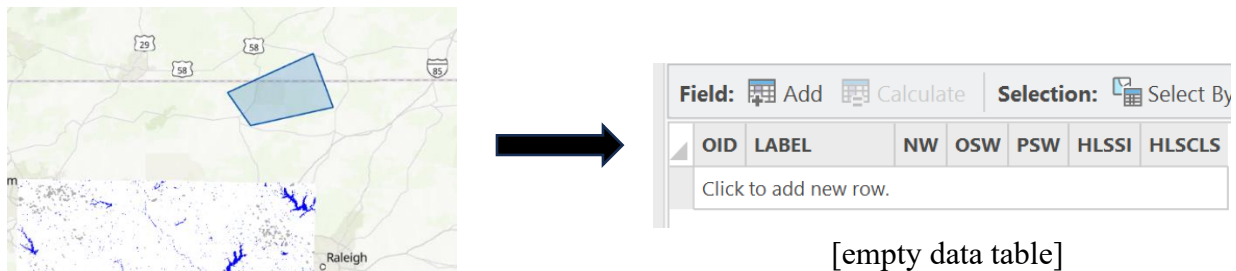 29
58
58
85
m
Raleigh
Field: Add Calculate Selection: Select By
OID LABEL NW OSW PSW HLSSI HLSCLS
Click to add new row.
[empty data table]